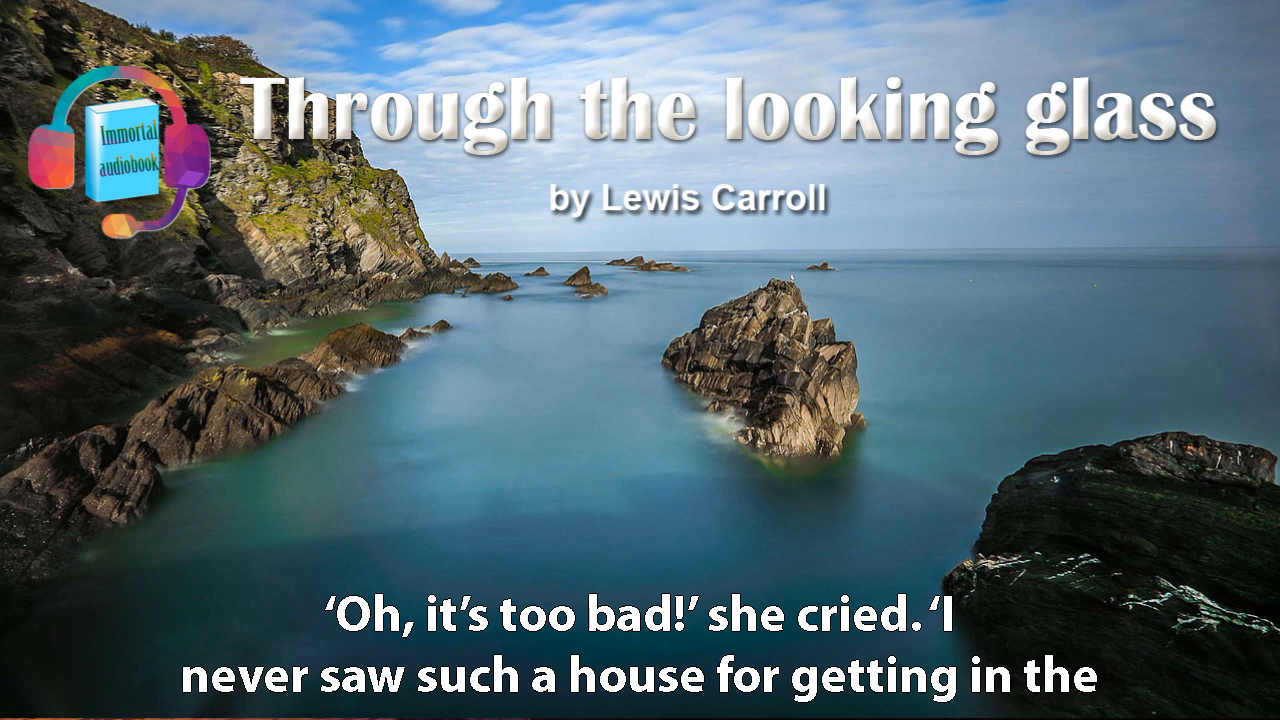 Through the looking glass
by Lewis Carroll
Immortal
audiobook
‘Oh, it’s too bad!’ she cried. ‘I
never saw such a house for getting in the